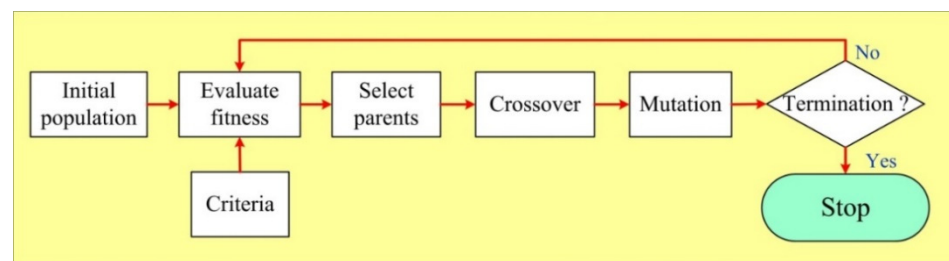 No
Initial
population
Evaluate
fitness
Select
parents
Crossover
Mutation
Termination ?
Yes
Criteria
Stop